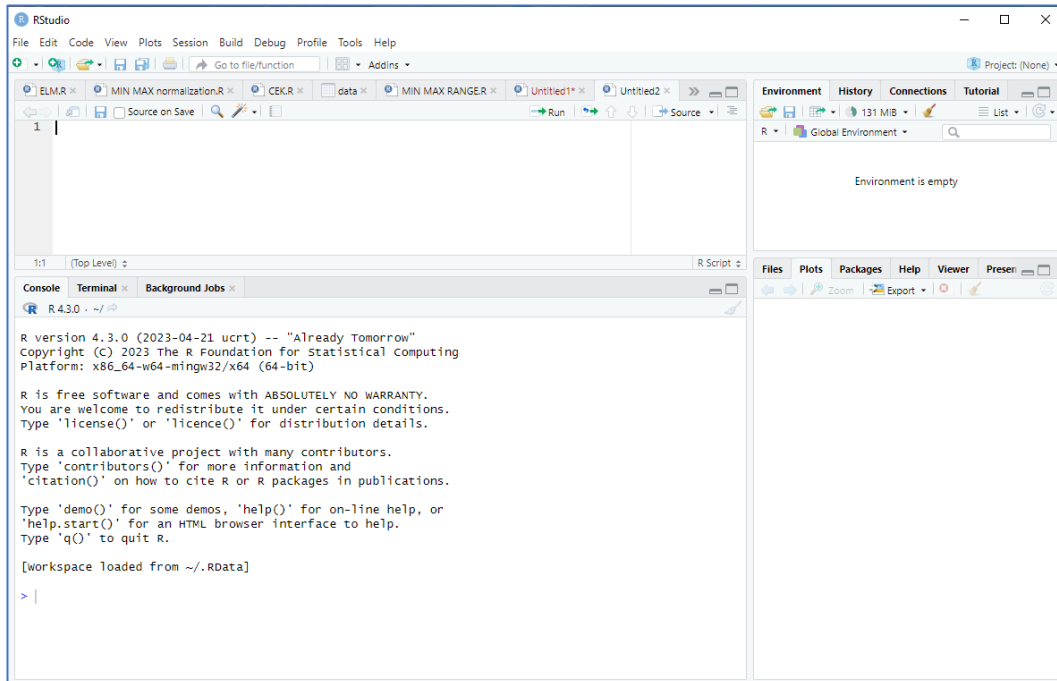 RStudio
File Edit Code View Plots Session Build Debug Profile Tools Help
Go to file/function Addins Project: (None)
ELM.R MIN MAX normalization.R CEK.R data MIN MAX RANGE.R Untitled1* Untitled2
Source on Save Run Source
1
1:1 (Top Level) R Script
Console Terminal Background Jobs
R 4.3.0 · ~/
R version 4.3.0 (2023-04-21 ucrt) -- "Already Tomorrow"
Copyright (C) 2023 The R Foundation for Statistical Computing
Platform: x86_64-w64-mingw32/x64 (64-bit)
R is free software and comes with ABSOLUTELY NO WARRANTY.
You are welcome to redistribute it under certain conditions.
Type 'license()' or 'licence()' for distribution details.
R is a collaborative project with many contributors.
Type 'contributors()' for more information and
'citation()' on how to cite R or R packages in publications.
Type 'demo()' for some demos, 'help()' for on-line help, or
'help.start()' for an HTML browser interface to help.
Type 'q()' to quit R.
[Workspace loaded from ~/.RData]
>
Environment History Connections Tutorial
131 MiB List
R Global Environment
Environment is empty
Files Plots Packages Help Viewer Presen
Zoom Export